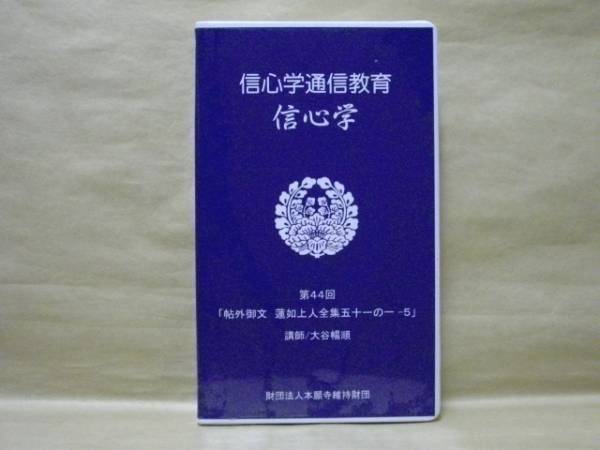 信心学通信教育
信心学
第44回
「帖外御文 蓮如上人全集五十一の一 -5」
講師/大谷暢順
財団法人本願寺維持財団